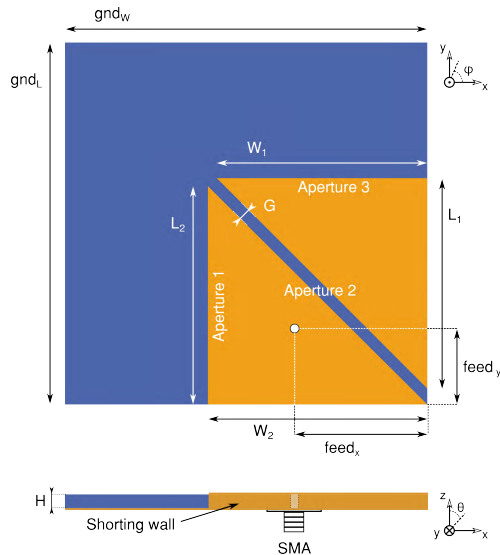 gnd_W
y
φ
x
gnd_L
W_1
Aperture 3
G
L_2
L_1
Aperture 1
Aperture 2
feed_y
W_2
feed_x
H
Shorting wall
SMA
z
θ
y
x